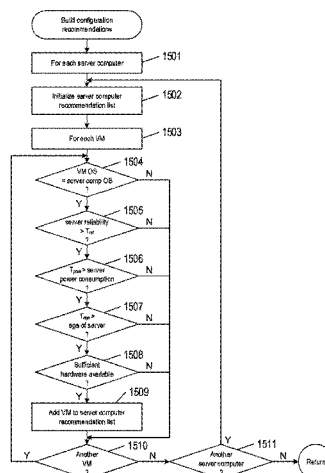 Build configuration
recommendations
For each server computer
1501
Initialize server computer
recommendation list
1502
For each VM
1503
VM OS
= server comp OS
?
1504
N
Y
server reliability
> T_rel
?
1505
N
Y
T_pow > server
power consumption
?
1506
N
Y
T_age >
age of server
?
1507
N
Y
Sufficient
hardware available
?
1508
N
Y
Add VM to server computer
recommendation list
1509
Another
VM
?
1510
Y
N
Another
server computer
?
1511
Y
N
Return